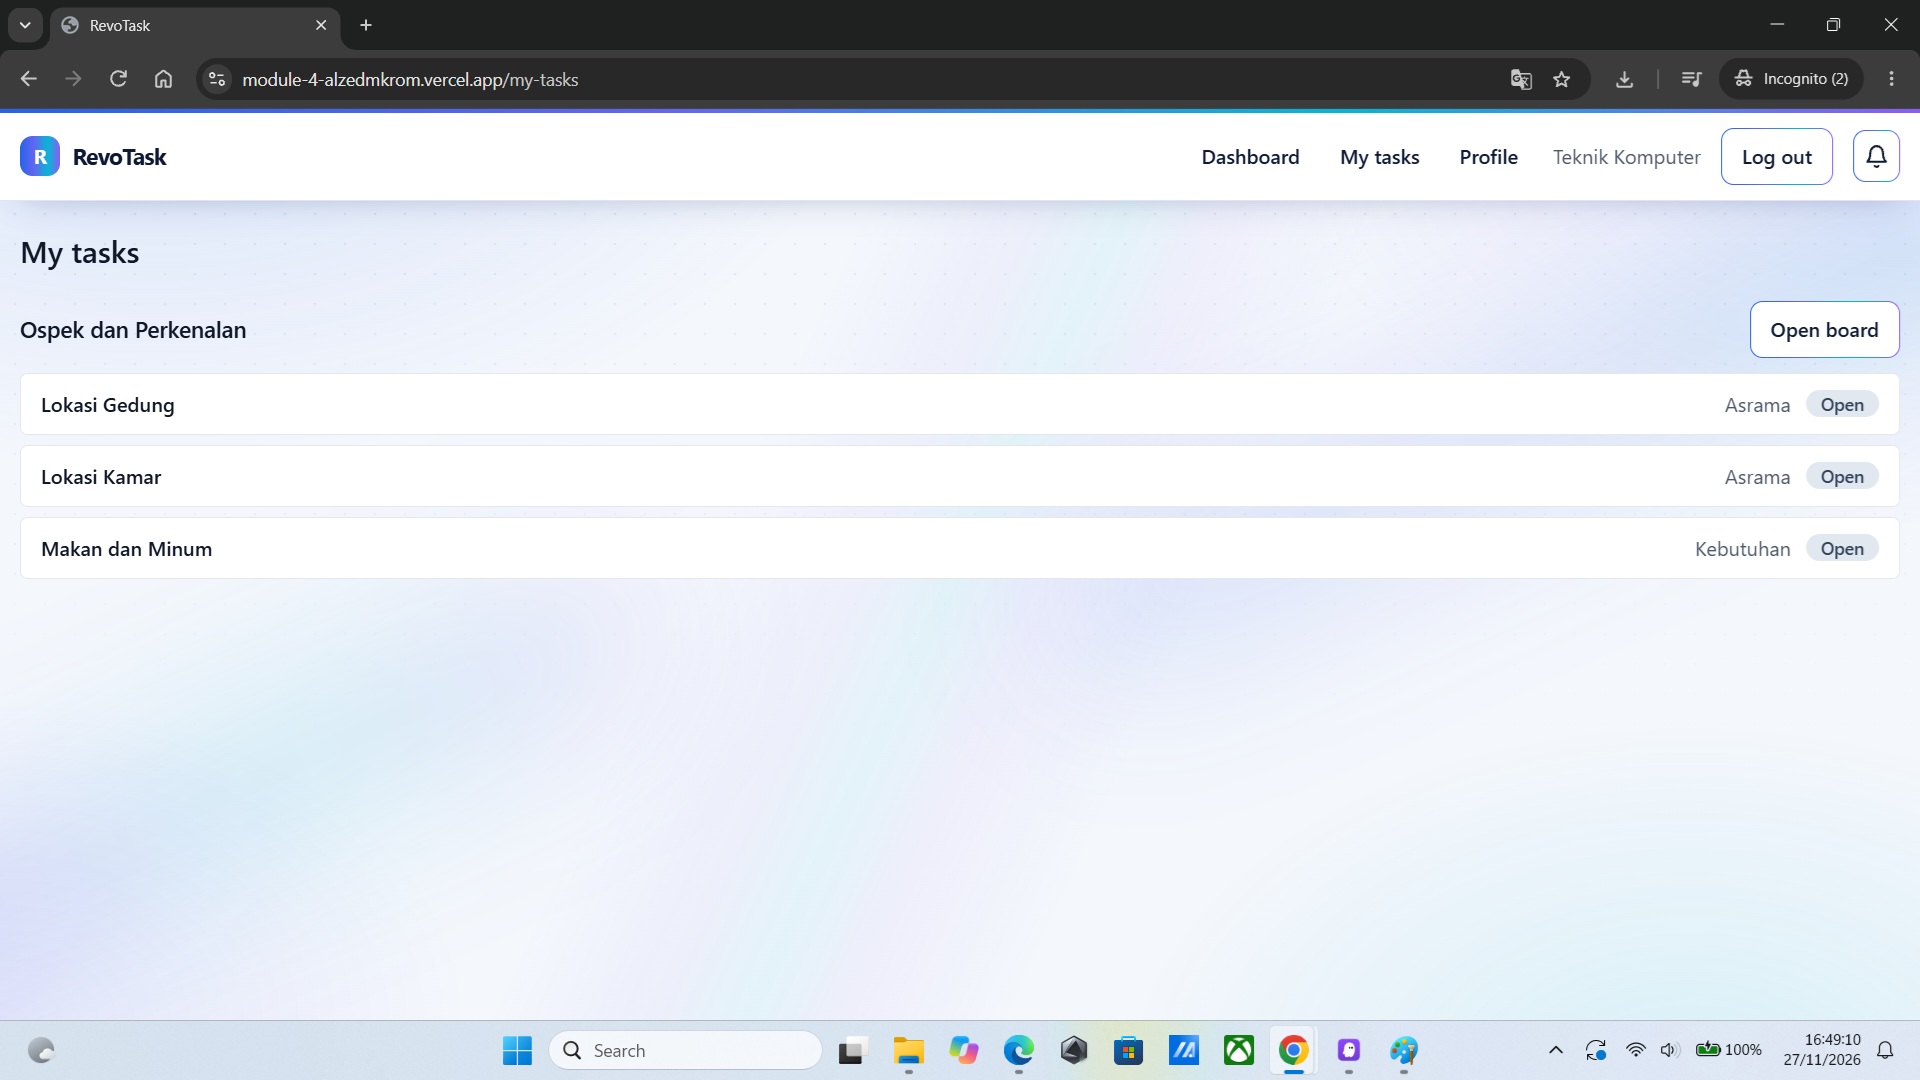 RevoTask
module-4-alzedmkrom.vercel.app/my-tasks
Incognito (2)
R RevoTask
Dashboard My tasks Profile Teknik Komputer Log out
My tasks
Ospek dan Perkenalan Open board
Lokasi Gedung Asrama Open
Lokasi Kamar Asrama Open
Makan dan Minum Kebutuhan Open
Search
100%
16:49:10
27/11/2026